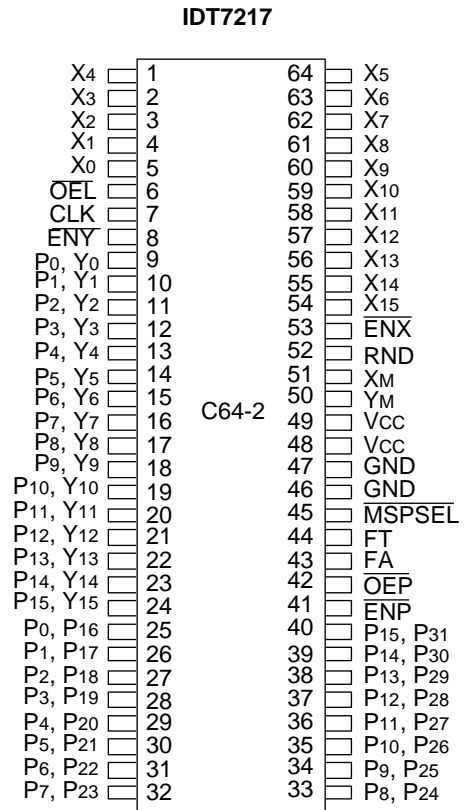 IDT7217
X4 1 64 X5
X3 2 63 X6
X2 3 62 X7
X1 4 61 X8
X0 5 60 X9
OEL 6 59 X10
CLK 7 58 X11
ENY 8 57 X12
P0, Y0 9 56 X13
P1, Y1 10 55 X14
P2, Y2 11 54 X15
P3, Y3 12 53 ENX
P4, Y4 13 52 RND
P5, Y5 14 51 XM
P6, Y6 15 50 YM
P7, Y7 16 C64-2 49 VCC
P8, Y8 17 48 VCC
P9, Y9 18 47 GND
P10, Y10 19 46 GND
P11, Y11 20 45 MSPSEL
P12, Y12 21 44 FT
P13, Y13 22 43 FA
P14, Y14 23 42 OEP
P15, Y15 24 41 ENP
P0, P16 25 40 P15, P31
P1, P17 26 39 P14, P30
P2, P18 27 38 P13, P29
P3, P19 28 37 P12, P28
P4, P20 29 36 P11, P27
P5, P21 30 35 P10, P26
P6, P22 31 34 P9, P25
P7, P23 32 33 P8, P24